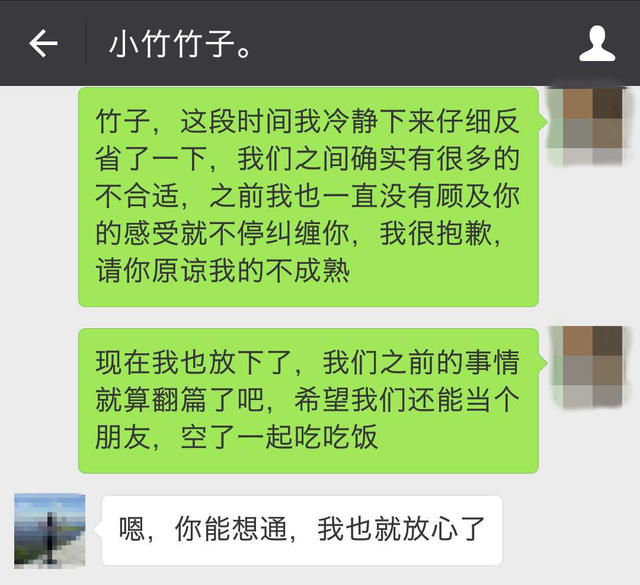 小竹竹子。
竹子，这段时间我冷静下来仔细反
省了一下，我们之间确实有很多的
不合适，之前我也一直没有顾及你
的感受就不停纠缠你，我很抱歉，
请你原谅我的不成熟
现在我也放下了，我们之前的事情
就算翻篇了吧，希望我们还能当个
朋友，空了一起吃吃饭
嗯，你能想通，我也就放心了